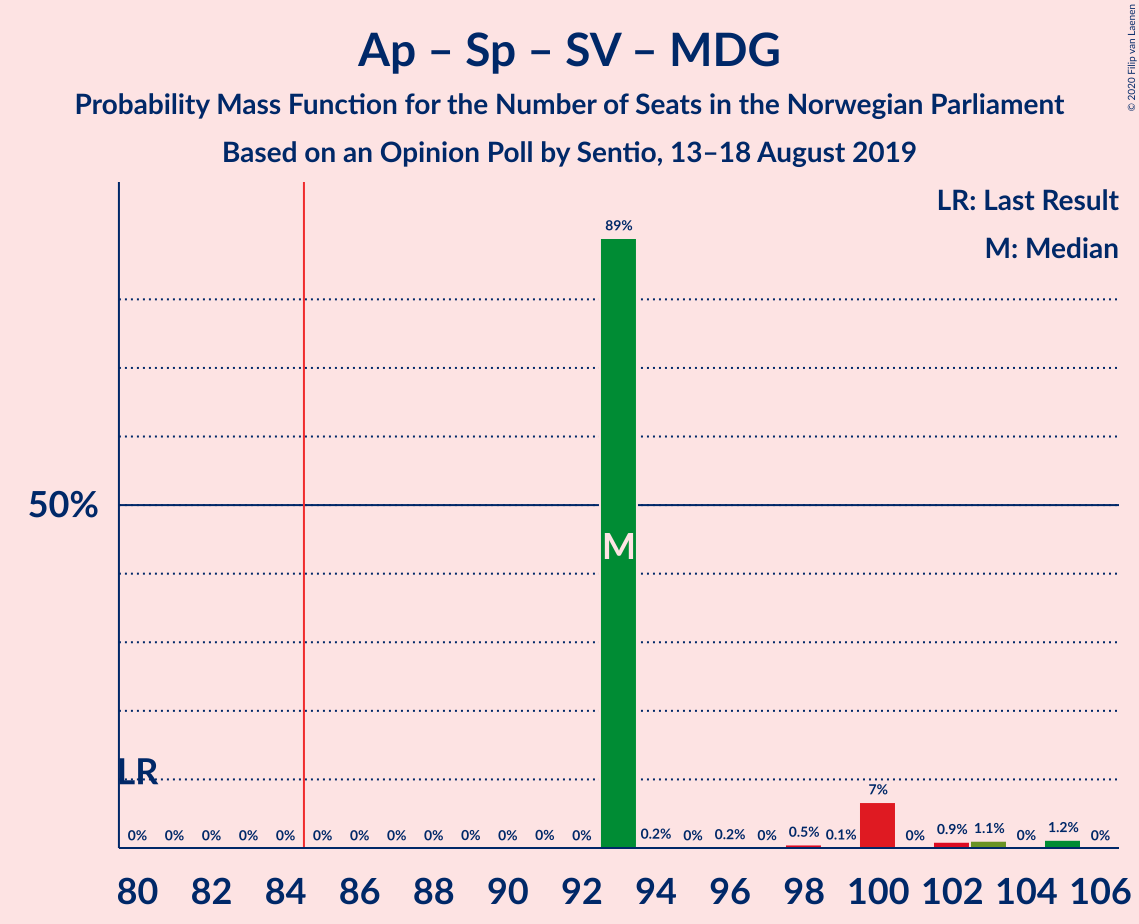 Ap – Sp – SV – MDG
Probability Mass Function for the Number of Seats in the Norwegian Parliament
Based on an Opinion Poll by Sentio, 13–18 August 2019
© 2020 Filip van Laenen
LR: Last Result
M: Median
89%
50%
M
LR
7%
0% 0% 0% 0% 0% 0% 0% 0% 0% 0% 0% 0% 0% 0.2% 0% 0.2% 0% 0.5% 0.1% 0% 0.9% 1.1% 0% 1.2% 0%
80 82 84 86 88 90 92 94 96 98 100 102 104 106